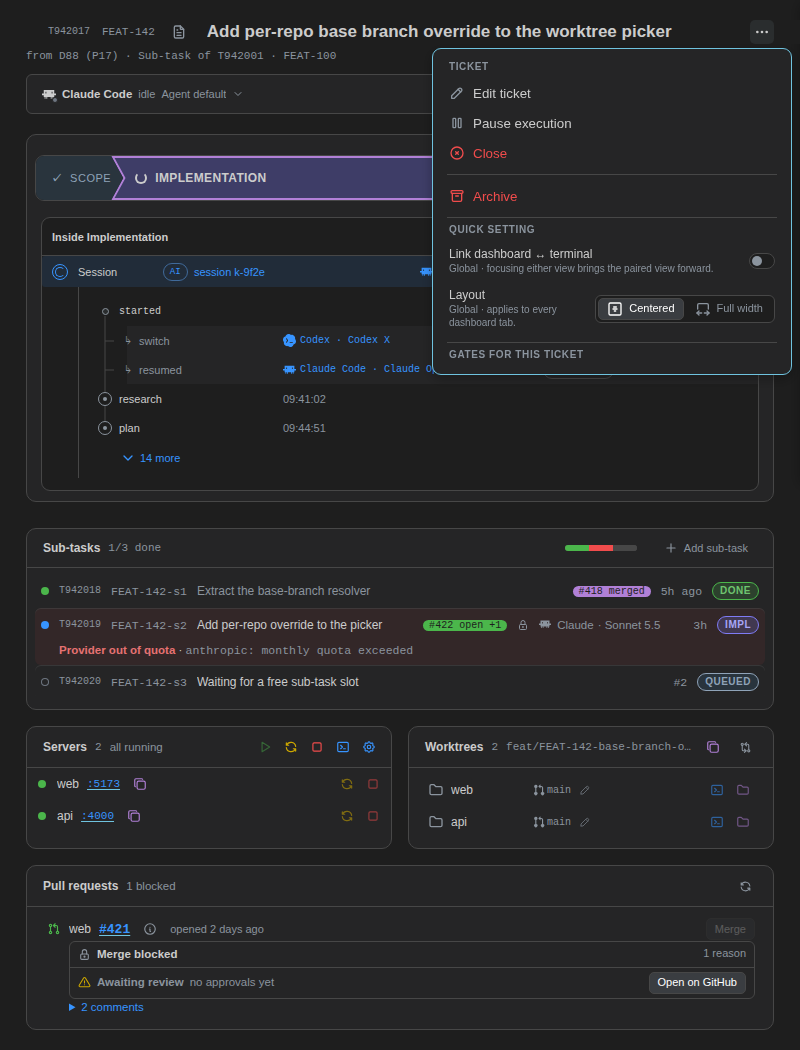 T942017 FEAT-142 Add per-repo base branch override to the worktree picker
from D88 (P17) · Sub-task of T942001 · FEAT-100
Claude Code idle Agent default
TICKET
Edit ticket
Pause execution
Close
Archive
QUICK SETTING
Link dashboard ↔ terminal
Global · focusing either view brings the paired view forward.
Layout
Global · applies to every
dashboard tab.
Centered Full width
GATES FOR THIS TICKET
SCOPE IMPLEMENTATION
Inside Implementation
Session AI session k-9f2e
started
↳ switch Codex · Codex X
↳ resumed Claude Code · Claude
research 09:41:02
plan 09:44:51
14 more
Sub-tasks 1/3 done Add sub-task
T942018 FEAT-142-s1 Extract the base-branch resolver #418 merged 5h ago DONE
T942019 FEAT-142-s2 Add per-repo override to the picker #422 open +1 Claude · Sonnet 5.5 3h IMPL
Provider out of quota · anthropic: monthly quota exceeded
T942020 FEAT-142-s3 Waiting for a free sub-task slot #2 QUEUED
Servers 2 all running
web :5173
api :4000
Worktrees 2 feat/FEAT-142-base-branch-o…
web main
api main
Pull requests 1 blocked
web #421 opened 2 days ago Merge
Merge blocked 1 reason
Awaiting review no approvals yet Open on GitHub
2 comments